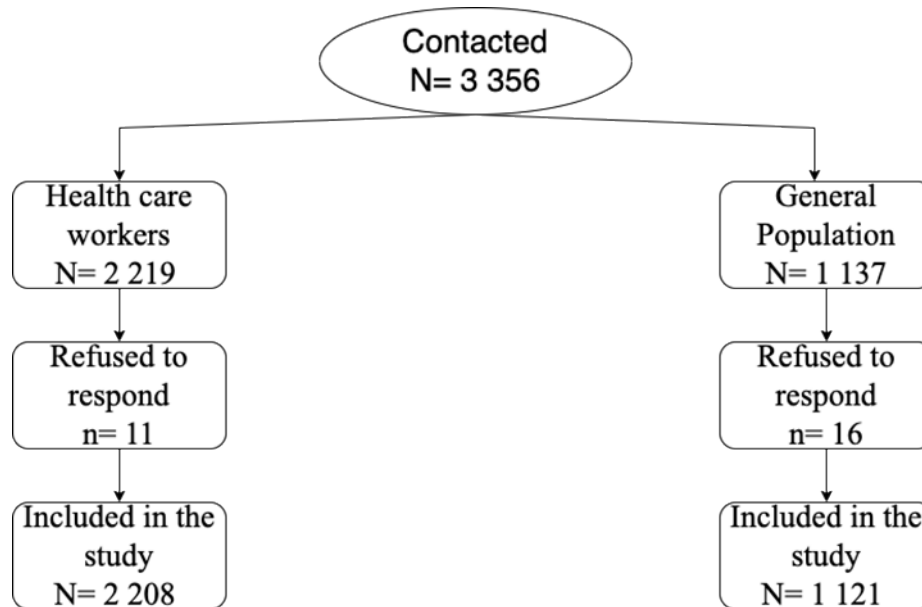 Contacted
N= 3 356
Health care
workers
N= 2 219
General
Population
N= 1 137
Refused to
respond
n= 11
Refused to
respond
n= 16
Included in the
study
N= 2 208
Included in the
study
N= 1 121